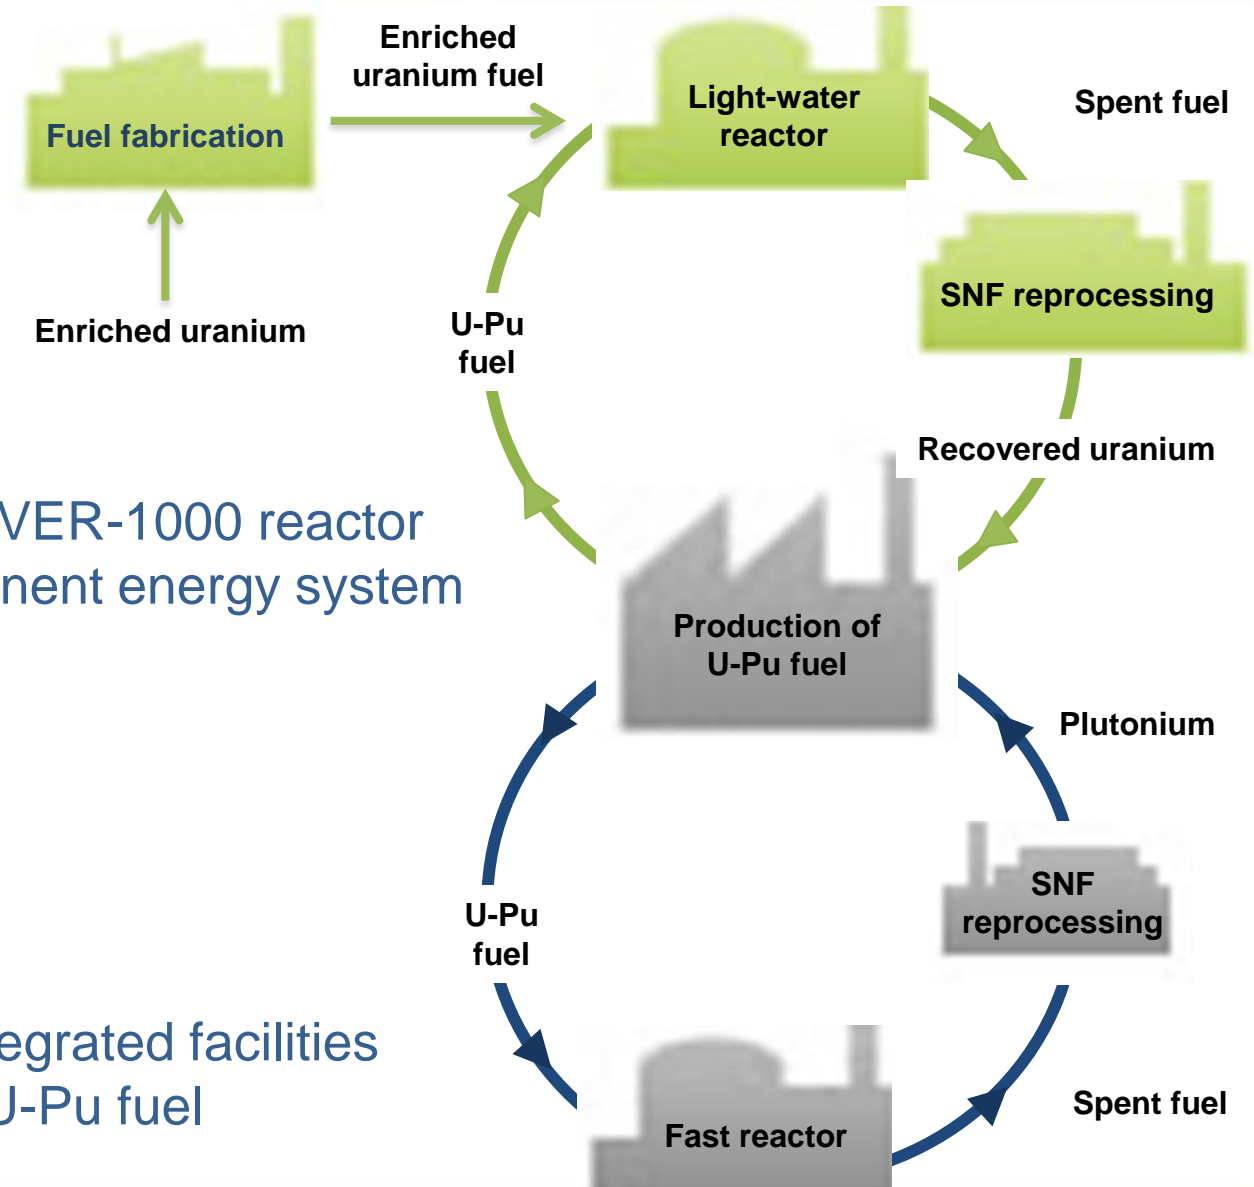 Enriched
uranium fuel
Light-water
reactor
Spent fuel
Fuel fabrication
SNF reprocessing
Enriched uranium
U-Pu
fuel
Recovered uranium
VER-1000 reactor
nent energy system
Production of
U-Pu fuel
Plutonium
SNF
reprocessing
U-Pu
fuel
egrated facilities
U-Pu fuel
Spent fuel
Fast reactor